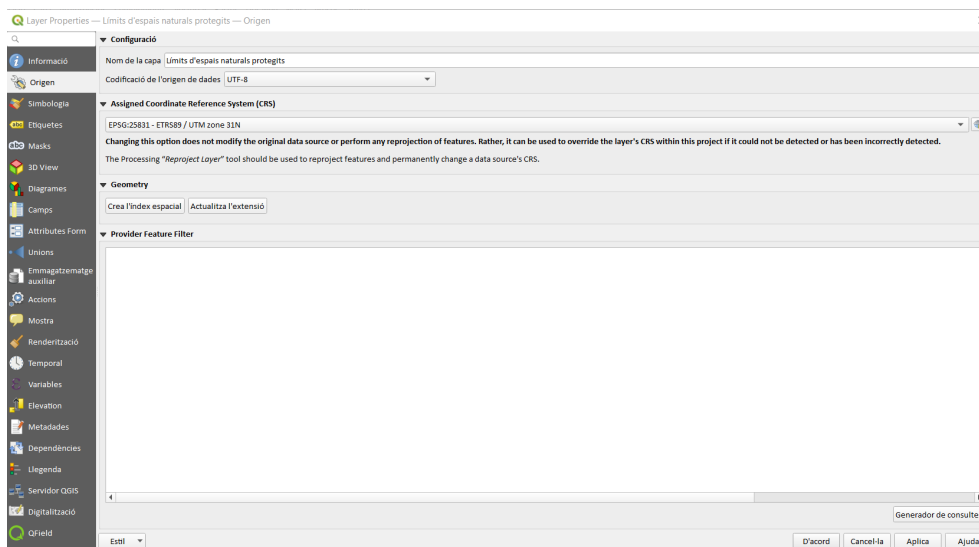 Layer Properties — Límits d'espais naturals protegits — Origen
Informació
Origen
Simbologia
Etiquetes
Masks
3D View
Diagrames
Camps
Attributes Form
Unions
Emmagatzematge
auxiliar
Accions
Mostra
Renderització
Temporal
Variables
Elevation
Metadades
Dependències
Llegenda
Servidor QGIS
Digitalització
QField
Configuració
Nom de la capa Límits d'espais naturals protegits
Codificació de l'origen de dades UTF-8
Assigned Coordinate Reference System (CRS)
EPSG:25831 - ETRS89 / UTM zone 31N
Changing this option does not modify the original data source or perform any reprojection of features. Rather, it can be used to override the layer's CRS within this project if it could not be detected or has been incorrectly detected.
The Processing "Reproject Layer" tool should be used to reproject features and permanently change a data source's CRS.
Geometry
Crea l'índex espacial Actualitza l'extensió
Provider Feature Filter
Generador de consulte
Estil D'acord Cancel·la Aplica Ajuda